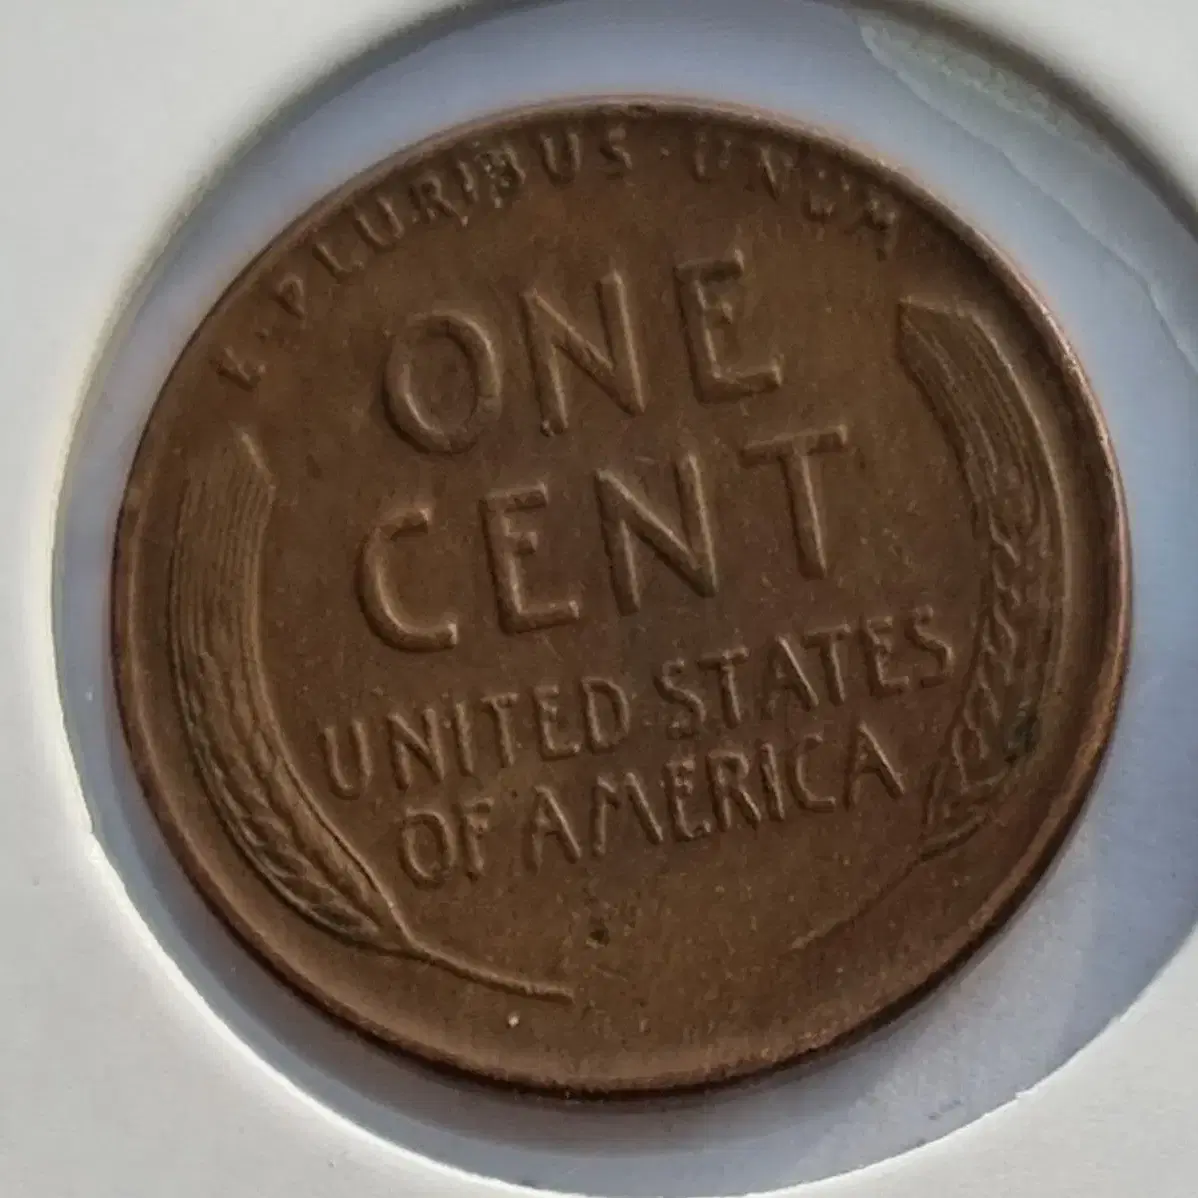 E · PLURIBUS · UNUM
ONE
CENT
UNITED STATES
OF AMERICA